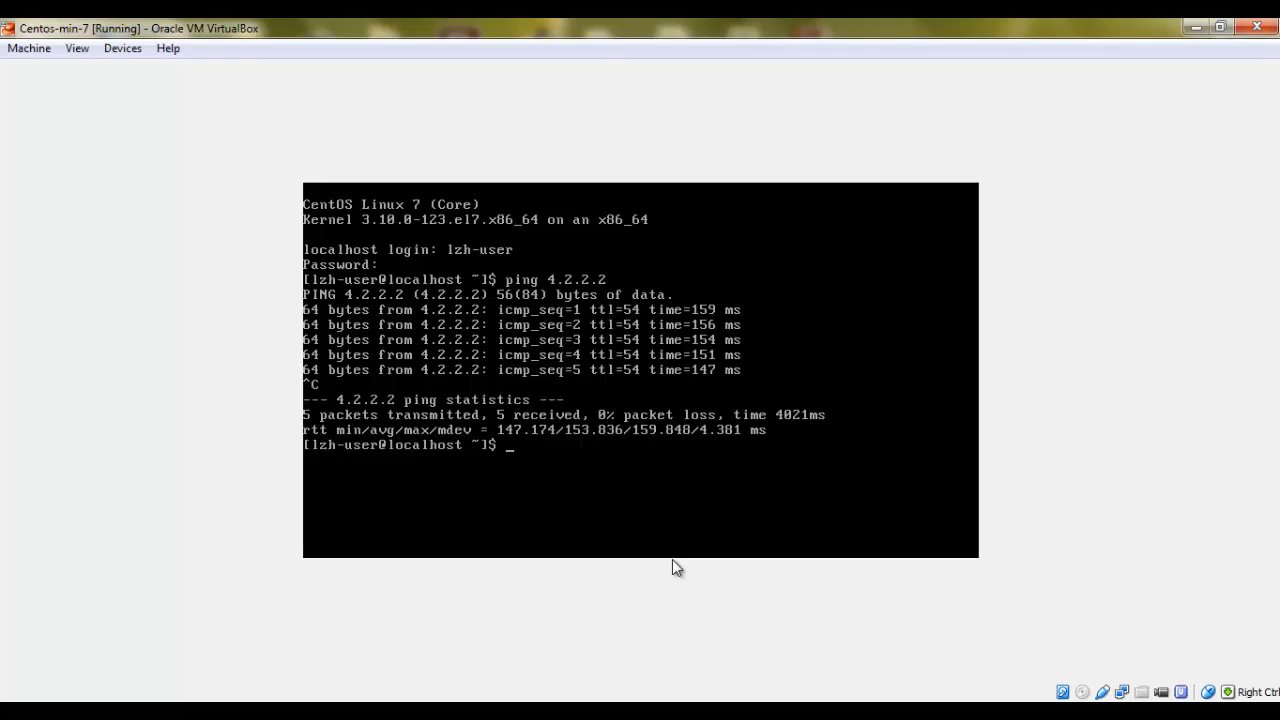 Centos-min-7 [Running] - Oracle VM VirtualBox
Machine View Devices Help
CentOS Linux 7 (Core)
Kernel 3.10.0-123.el7.x86_64 on an x86_64
localhost login: lzh-user
Password:
[lzh-user@localhost ~]$ ping 4.2.2.2
PING 4.2.2.2 (4.2.2.2) 56(84) bytes of data.
64 bytes from 4.2.2.2: icmp_seq=1 ttl=54 time=159 ms
64 bytes from 4.2.2.2: icmp_seq=2 ttl=54 time=156 ms
64 bytes from 4.2.2.2: icmp_seq=3 ttl=54 time=154 ms
64 bytes from 4.2.2.2: icmp_seq=4 ttl=54 time=151 ms
64 bytes from 4.2.2.2: icmp_seq=5 ttl=54 time=147 ms
^C
--- 4.2.2.2 ping statistics ---
5 packets transmitted, 5 received, 0% packet loss, time 4021ms
rtt min/avg/max/mdev = 147.174/153.836/159.848/4.381 ms
[lzh-user@localhost ~]$ _
Right Ctrl